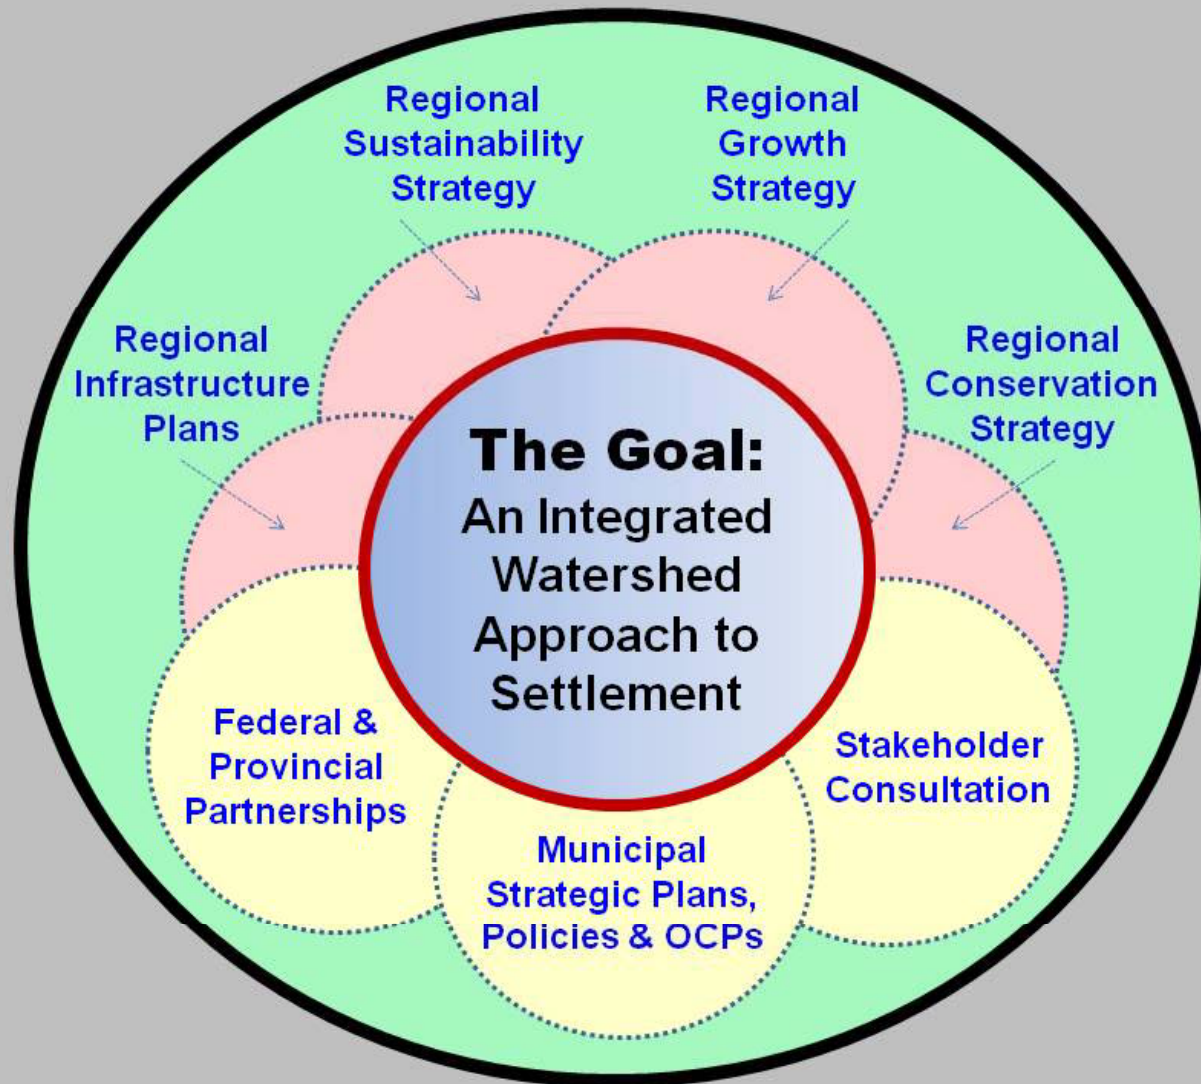 Regional
Sustainability
Strategy
Regional
Growth
Strategy
Regional
Infrastructure
Plans
Regional
Conservation
Strategy
The Goal:
An Integrated
Watershed
Approach to
Settlement
Federal &
Provincial
Partnerships
Stakeholder
Consultation
Municipal
Strategic Plans,
Policies & OCPs